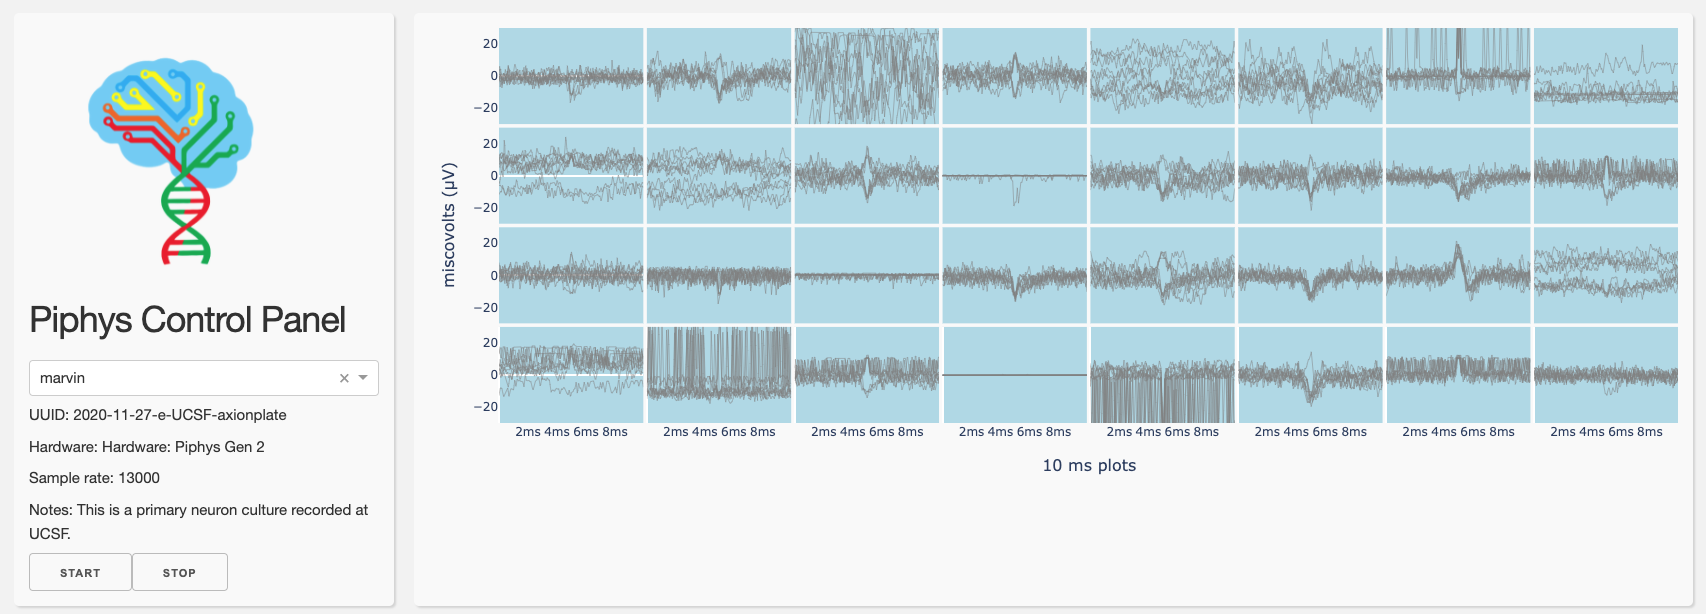 Piphys Control Panel
marvin
UUID: 2020-11-27-e-UCSF-axionplate
Hardware: Hardware: Piphys Gen 2
Sample rate: 13000
Notes: This is a primary neuron culture recorded at
UCSF.
START STOP
miscovolts (μV)
20
0
−20
20
0
−20
20
0
−20
20
0
−20
2ms 4ms 6ms 8ms 2ms 4ms 6ms 8ms 2ms 4ms 6ms 8ms 2ms 4ms 6ms 8ms 2ms 4ms 6ms 8ms 2ms 4ms 6ms 8ms 2ms 4ms 6ms 8ms 2ms 4ms 6ms 8ms
10 ms plots